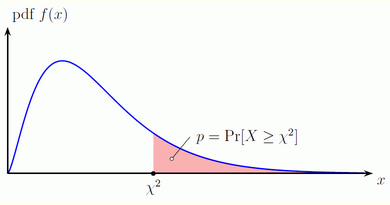 pdf f(x)
p = Pr[X ≥ χ²]
χ²
x